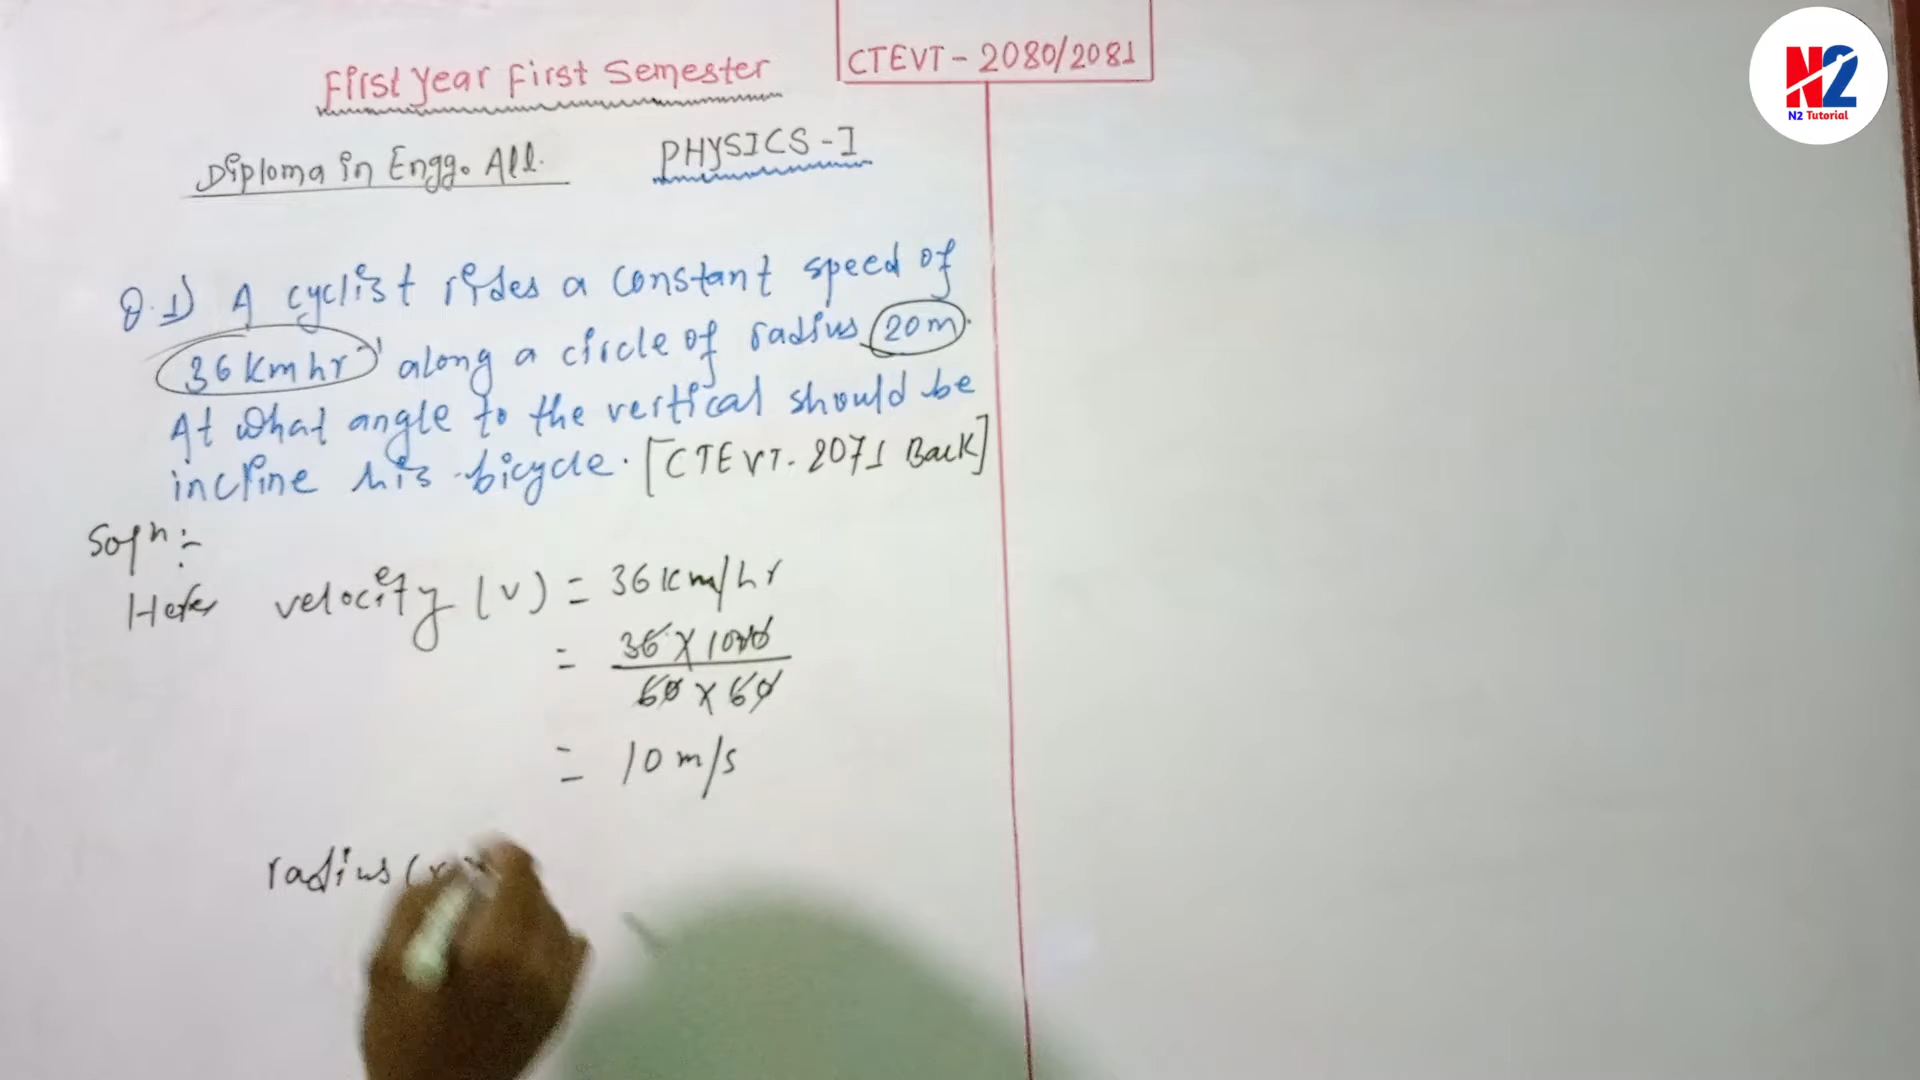 First Year First Semester
CTEVT - 2080/2081
N2
N2 Tutorial
Diploma in Engg. All.
PHYSICS - I
Q.1) A cyclist rides a constant speed of
36 Km hr⁻¹ along a circle of radius 20m.
At what angle to the vertical should be
incline his bicycle. [CTEVT. 2071 Back]
Solⁿ :-
Here velocity (v) = 36 Km/hr
= 36 x 1000
60 x 60
= 10 m/s
radius (r)